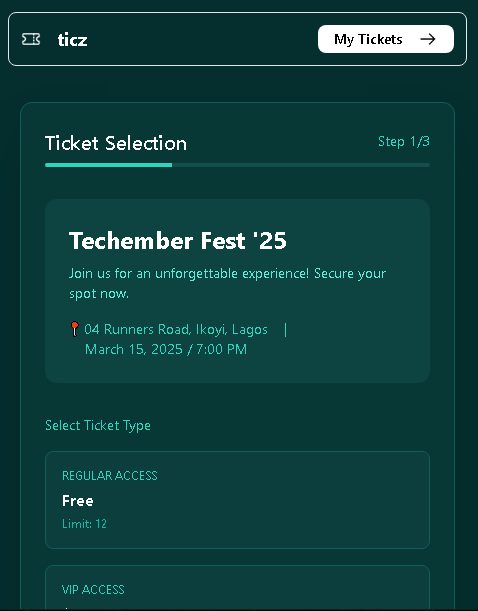 ticz
My Tickets
Ticket Selection
Step 1/3
Techember Fest '25
Join us for an unforgettable experience! Secure your
spot now.
04 Runners Road, Ikoyi, Lagos |
March 15, 2025 / 7:00 PM
Select Ticket Type
REGULAR ACCESS
Free
Limit: 12
VIP ACCESS